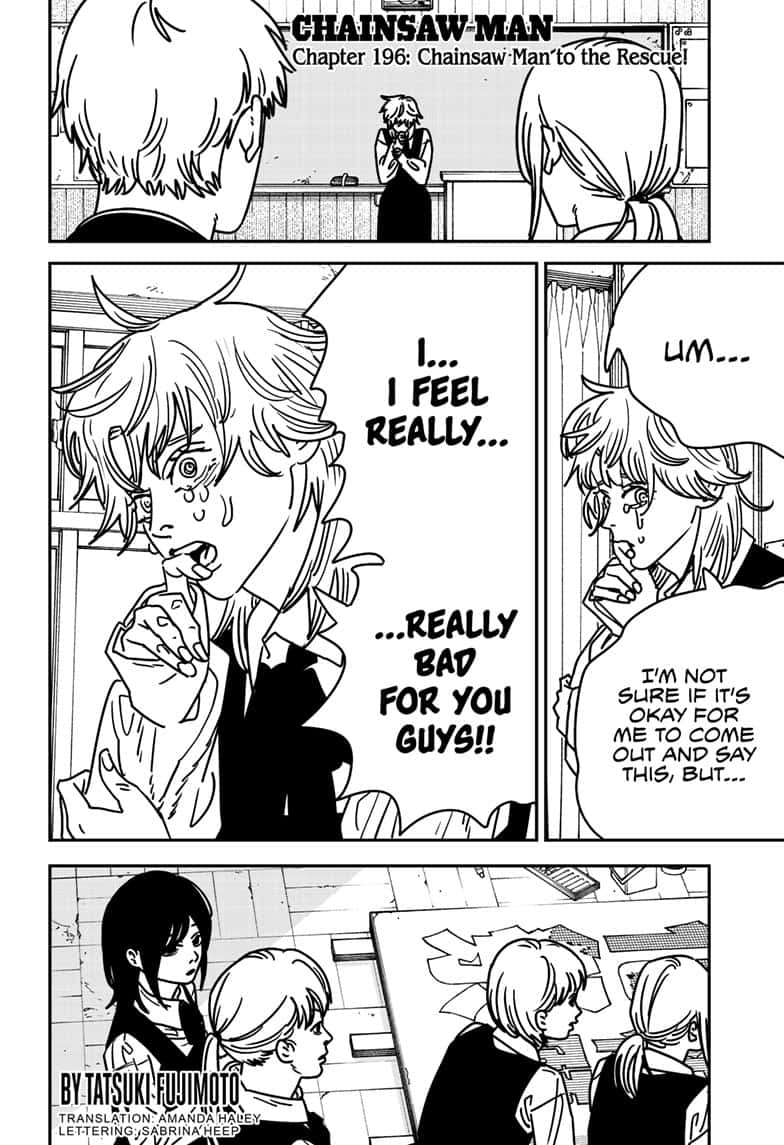 CHAINSAW MAN
Chapter 196: Chainsaw Man to the Rescue!
UM...
I'M NOT
SURE IF IT'S
OKAY FOR
ME TO COME
OUT AND SAY
THIS, BUT...
I...
I FEEL
REALLY...
...REALLY
BAD
FOR YOU
GUYS!!
BY TATSUKI FUJIMOTO
TRANSLATION: AMANDA HALEY
LETTERING: SABRINA HEEP